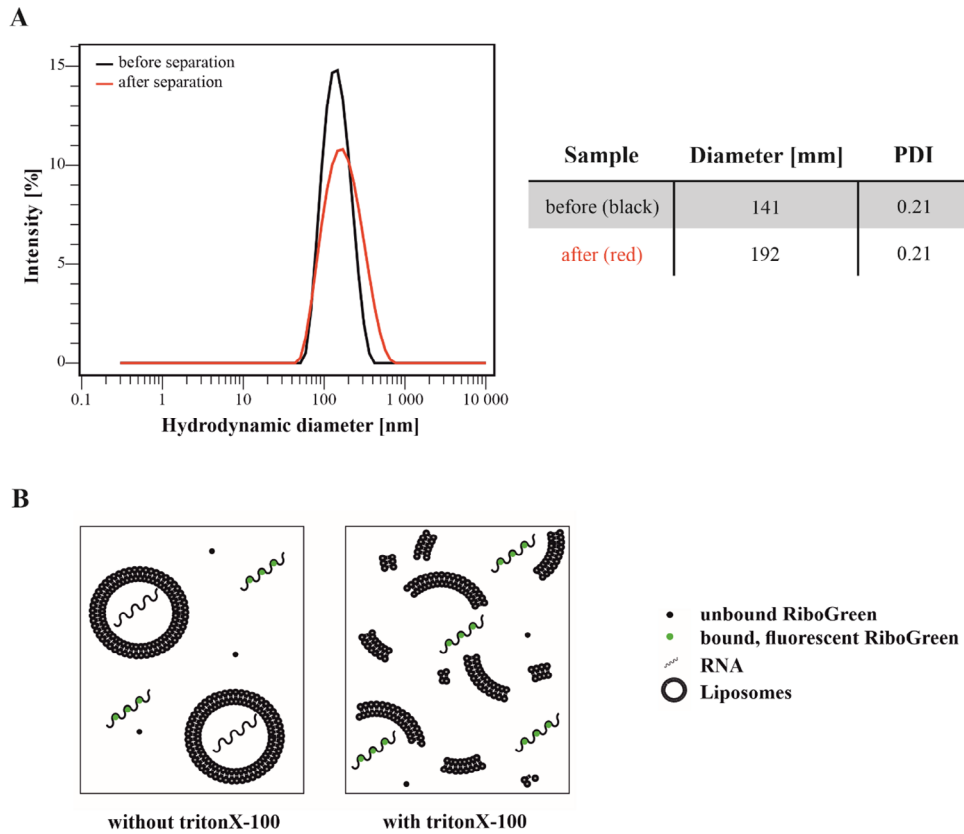 A
before separation
after separation
15
10
5
0
Intensity [%]
0.1 1 10 100 1 000 10 000
Hydrodynamic diameter [nm]
Sample Diameter [mm] PDI
before (black) 141 0.21
after (red) 192 0.21
B
without tritonX-100
with tritonX-100
unbound RiboGreen
bound, fluorescent RiboGreen
RNA
Liposomes